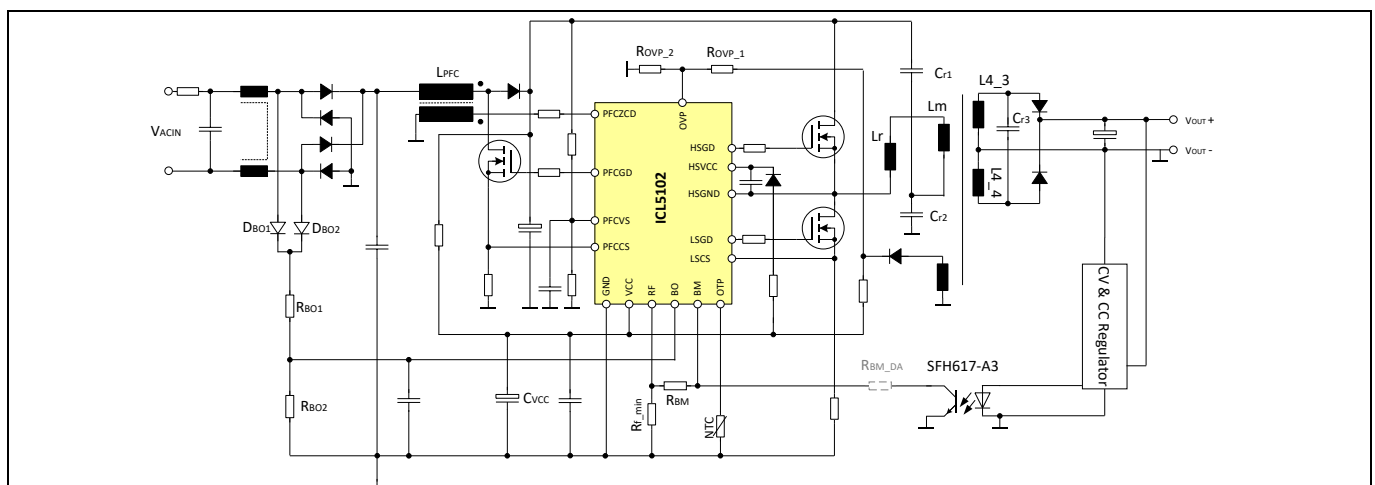 ROVP_2
ROVP_1
LPFC
Cr1
L4_3
Lm
Cr3
VACIN
PFCZCD
OVP
VOUT +
HSGD
Lr
HSVCC
VOUT -
PFCGD
ICL5102
HSGND
L4_4
PFCVS
Cr2
DBO1
DBO2
LSGD
PFCCS
LSCS
GND
VCC
RF
BO
BM
OTP
CV & CC Regulator
RBO1
RBM_DA
SFH617-A3
CVCC
RBM
RBO2
Rf_min
NTC